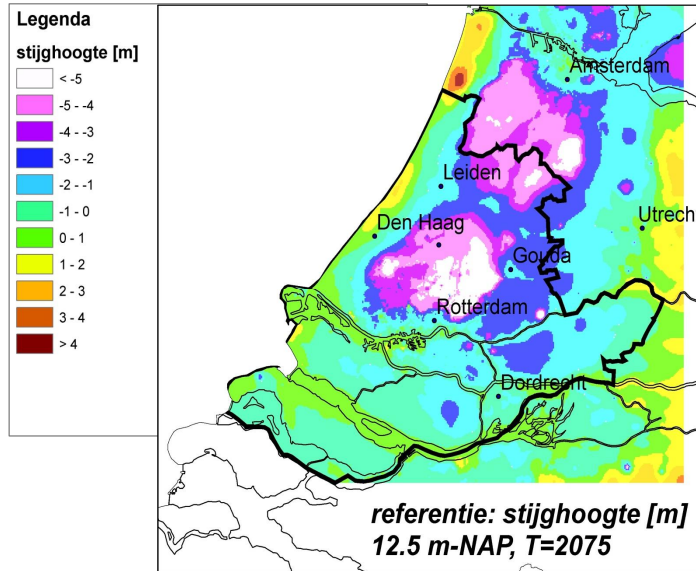 Legenda
stijghoogte [m]
< -5
-5 - -4
-4 - -3
-3 - -2
-2 - -1
-1 - 0
0 - 1
1 - 2
2 - 3
3 - 4
> 4
Amsterdam
Leiden
Utrech
Den Haag
Gouda
Rotterdam
Dordrecht
referentie: stijghoogte [m]
12.5 m-NAP, T=2075